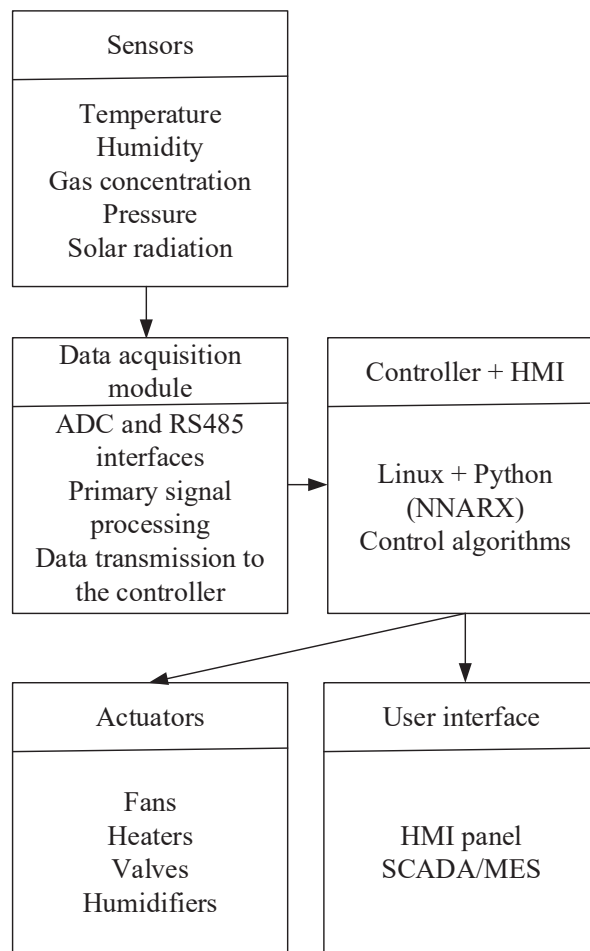 Sensors
Temperature
Humidity
Gas concentration
Pressure
Solar radiation
Data acquisition
module
ADC and RS485
interfaces
Primary signal
processing
Data transmission to
the controller
Controller + HMI
Linux + Python
(NNARX)
Control algorithms
Actuators
Fans
Heaters
Valves
Humidifiers
User interface
HMI panel
SCADA/MES